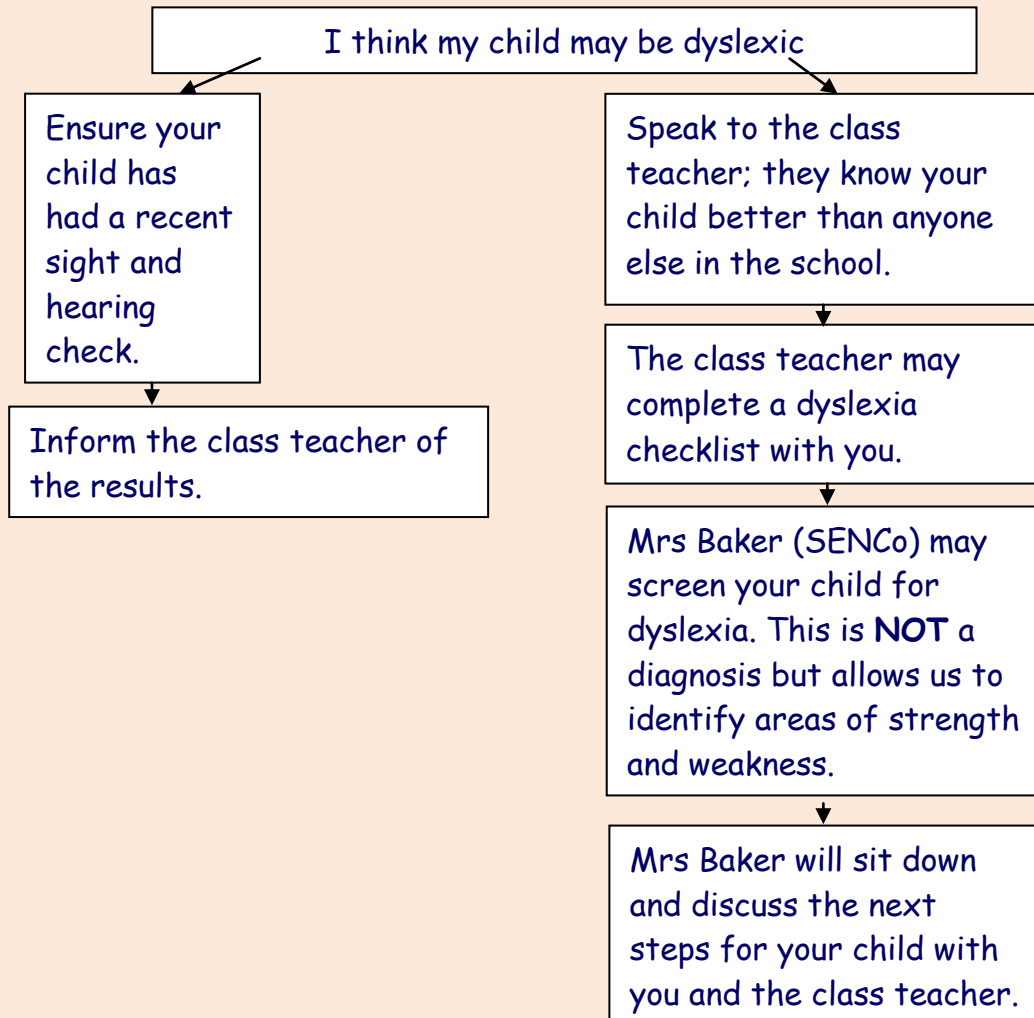 I think my child may be dyslexic
Ensure your
child has
had a recent
sight and
hearing
check.
Inform the class teacher of
the results.
Speak to the class
teacher; they know your
child better than anyone
else in the school.
The class teacher may
complete a dyslexia
checklist with you.
Mrs Baker (SENCo) may
screen your child for
dyslexia. This is NOT a
diagnosis but allows us to
identify areas of strength
and weakness.
Mrs Baker will sit down
and discuss the next
steps for your child with
you and the class teacher.